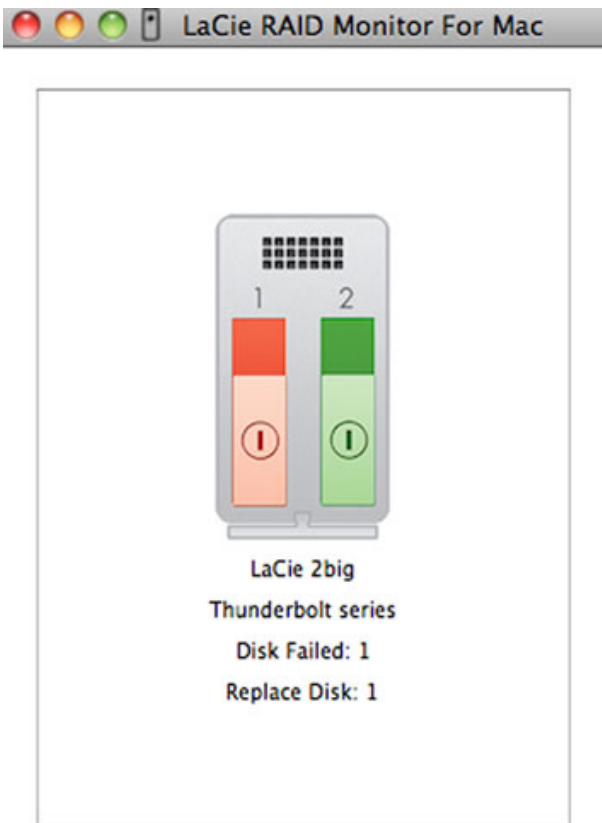 LaCie RAID Monitor For Mac
1 2
LaCie 2big
Thunderbolt series
Disk Failed: 1
Replace Disk: 1